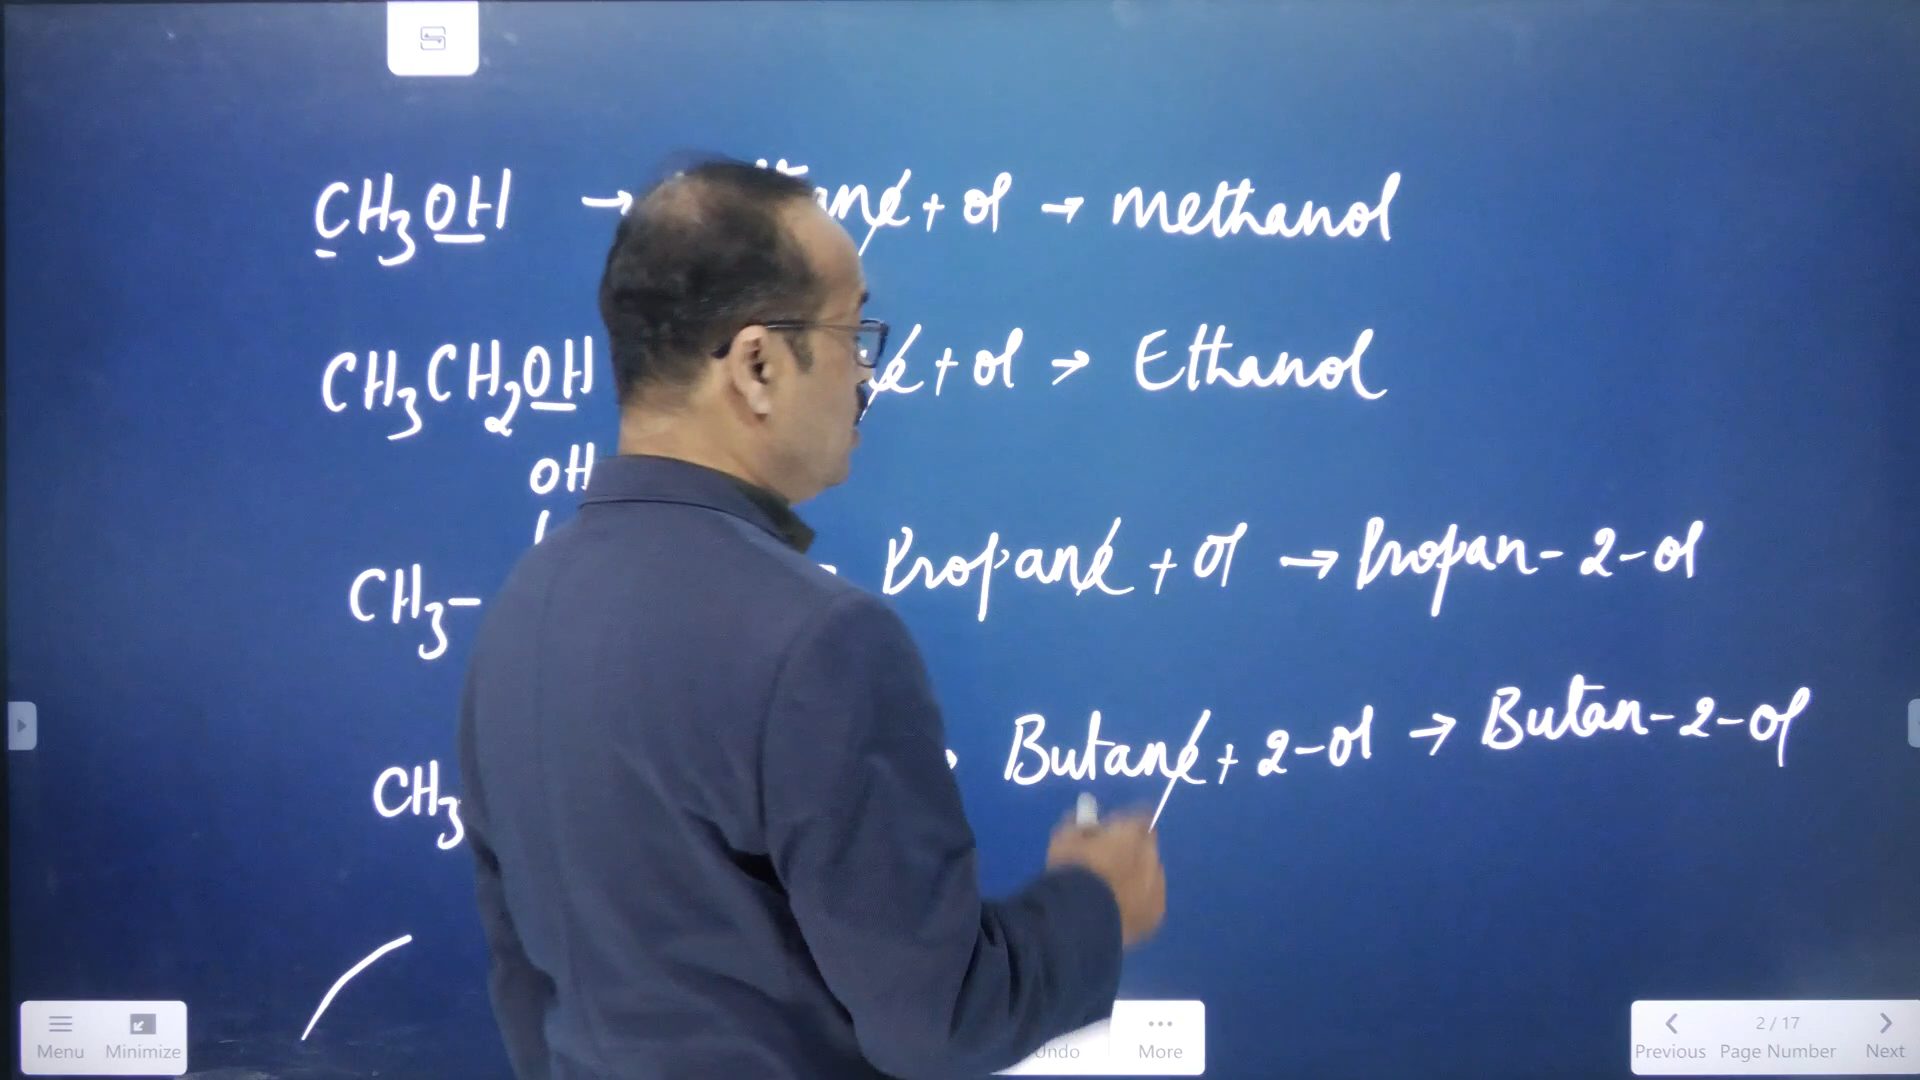 CH3OH → ane + ol → methanol
CH3CH2OH e + ol → Ethanol
OH
CH3- Propane + ol → Propan-2-ol
CH3 Butane + 2-ol → Butan-2-ol
Menu Minimize Undo More Previous 2 / 17 Page Number Next